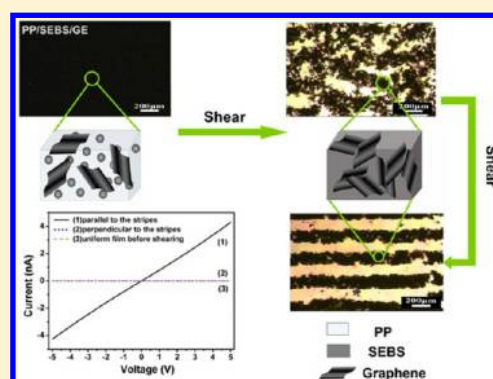 PP/SEBS/GE
200μm
Shear
200μm
Shear
(1)parallel to the stripes
(2)perpendicular to the stripes
(3)uniform film before shearing
(1)
(2)
(3)
4
2
0
-2
-4
Current (nA)
-5 -4 -3 -2 -1 0 1 2 3 4 5
Voltage (V)
200μm
PP
SEBS
Graphene